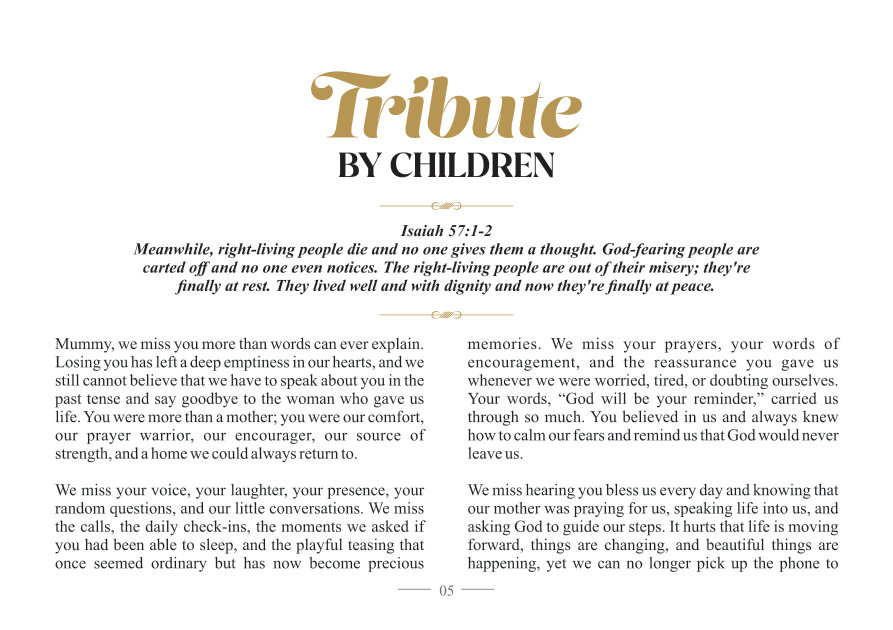 Tribute
BY CHILDREN
Isaiah 57:1-2
Meanwhile, right-living people die and no one gives them a thought. God-fearing people are
carted off and no one even notices. The right-living people are out of their misery; they're
finally at rest. They lived well and with dignity and now they're finally at peace.
Mummy, we miss you more than words can ever explain.
Losing you has left a deep emptiness in our hearts, and we
still cannot believe that we have to speak about you in the
past tense and say goodbye to the woman who gave us
life. You were more than a mother; you were our comfort,
our prayer warrior, our encourager, our source of
strength, and a home we could always return to.
We miss your voice, your laughter, your presence, your
random questions, and our little conversations. We miss
the calls, the daily check-ins, the moments we asked if
you had been able to sleep, and the playful teasing that
once seemed ordinary but has now become precious
memories. We miss your prayers, your words of
encouragement, and the reassurance you gave us
whenever we were worried, tired, or doubting ourselves.
Your words, “God will be your reminder,” carried us
through so much. You believed in us and always knew
how to calm our fears and remind us that God would never
leave us.
We miss hearing you bless us every day and knowing that
our mother was praying for us, speaking life into us, and
asking God to guide our steps. It hurts that life is moving
forward, things are changing, and beautiful things are
happening, yet we can no longer pick up the phone to
05